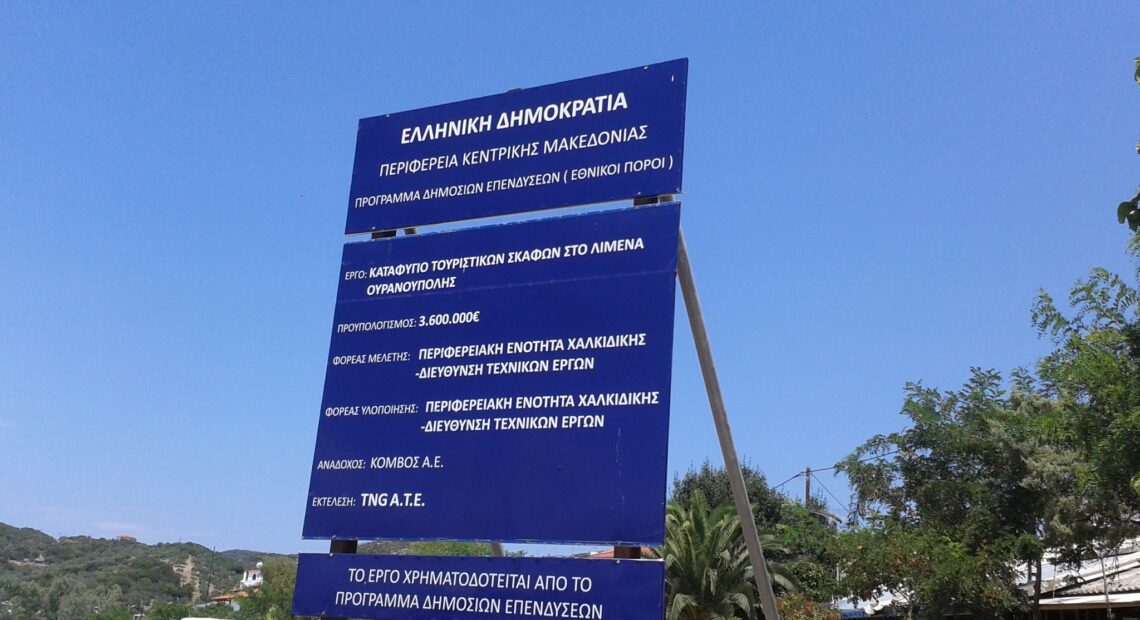 ΕΛΛΗΝΙΚΗ ΔΗΜΟΚΡΑΤΙΑ
ΠΕΡΙΦΕΡΕΙΑ ΚΕΝΤΡΙΚΗΣ ΜΑΚΕΔΟΝΙΑΣ
ΠΡΟΓΡΑΜΜΑ ΔΗΜΟΣΙΩΝ ΕΠΕΝΔΥΣΕΩΝ ( ΕΘΝΙΚΟΙ ΠΟΡΟΙ )
ΕΡΓΟ: ΚΑΤΑΦΥΓΙΟ ΤΟΥΡΙΣΤΙΚΩΝ ΣΚΑΦΩΝ ΣΤΟ ΛΙΜΕΝΑ
ΟΥΡΑΝΟΥΠΟΛΗΣ
ΠΡΟΥΠΟΛΟΓΙΣΜΟΣ: 3.600.000€
ΦΟΡΕΑΣ ΜΕΛΕΤΗΣ: ΠΕΡΙΦΕΡΕΙΑΚΗ ΕΝΟΤΗΤΑ ΧΑΛΚΙΔΙΚΗΣ
-ΔΙΕΥΘΥΝΣΗ ΤΕΧΝΙΚΩΝ ΕΡΓΩΝ
ΦΟΡΕΑΣ ΥΛΟΠΟΙΗΣΗΣ: ΠΕΡΙΦΕΡΕΙΑΚΗ ΕΝΟΤΗΤΑ ΧΑΛΚΙΔΙΚΗΣ
-ΔΙΕΥΘΥΝΣΗ ΤΕΧΝΙΚΩΝ ΕΡΓΩΝ
ΑΝΑΔΟΧΟΣ: ΚΟΜΒΟΣ Α.Ε.
ΕΚΤΕΛΕΣΗ: TNG Α.Τ.Ε.
ΤΟ ΕΡΓΟ ΧΡΗΜΑΤΟΔΟΤΕΙΤΑΙ ΑΠΟ ΤΟ
ΠΡΟΓΡΑΜΜΑ ΔΗΜΟΣΙΩΝ ΕΠΕΝΔΥΣΕΩΝ